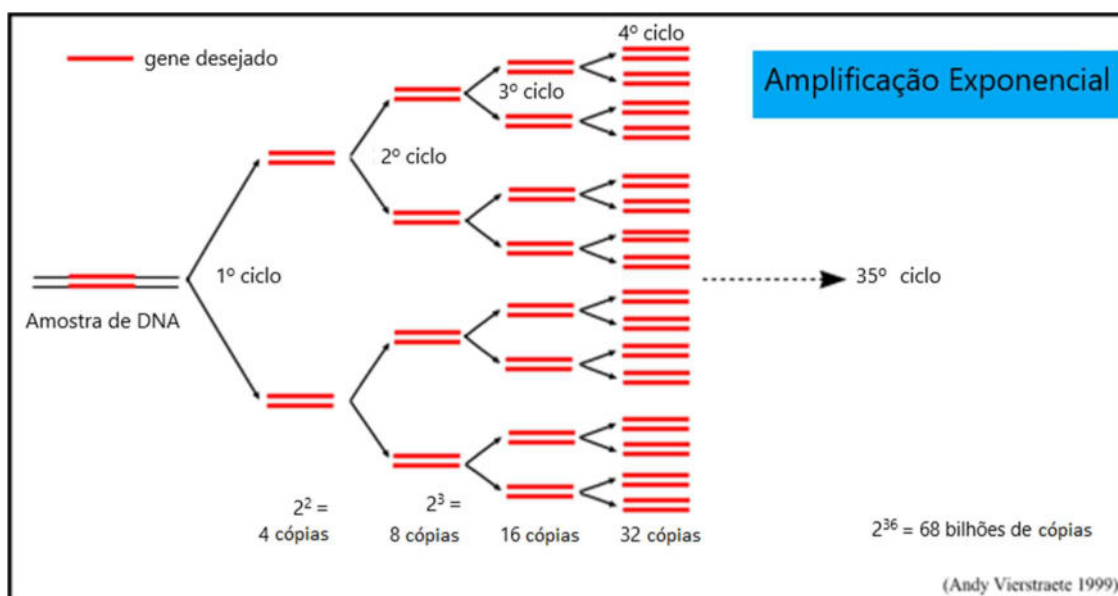 gene desejado
4º ciclo
Amplificação Exponencial
3º ciclo
2º ciclo
1º ciclo
35º ciclo
Amostra de DNA
2² =
4 cópias
2³ =
8 cópias
16 cópias
32 cópias
2³⁶ = 68 bilhões de cópias
(Andy Vierstraete 1999)